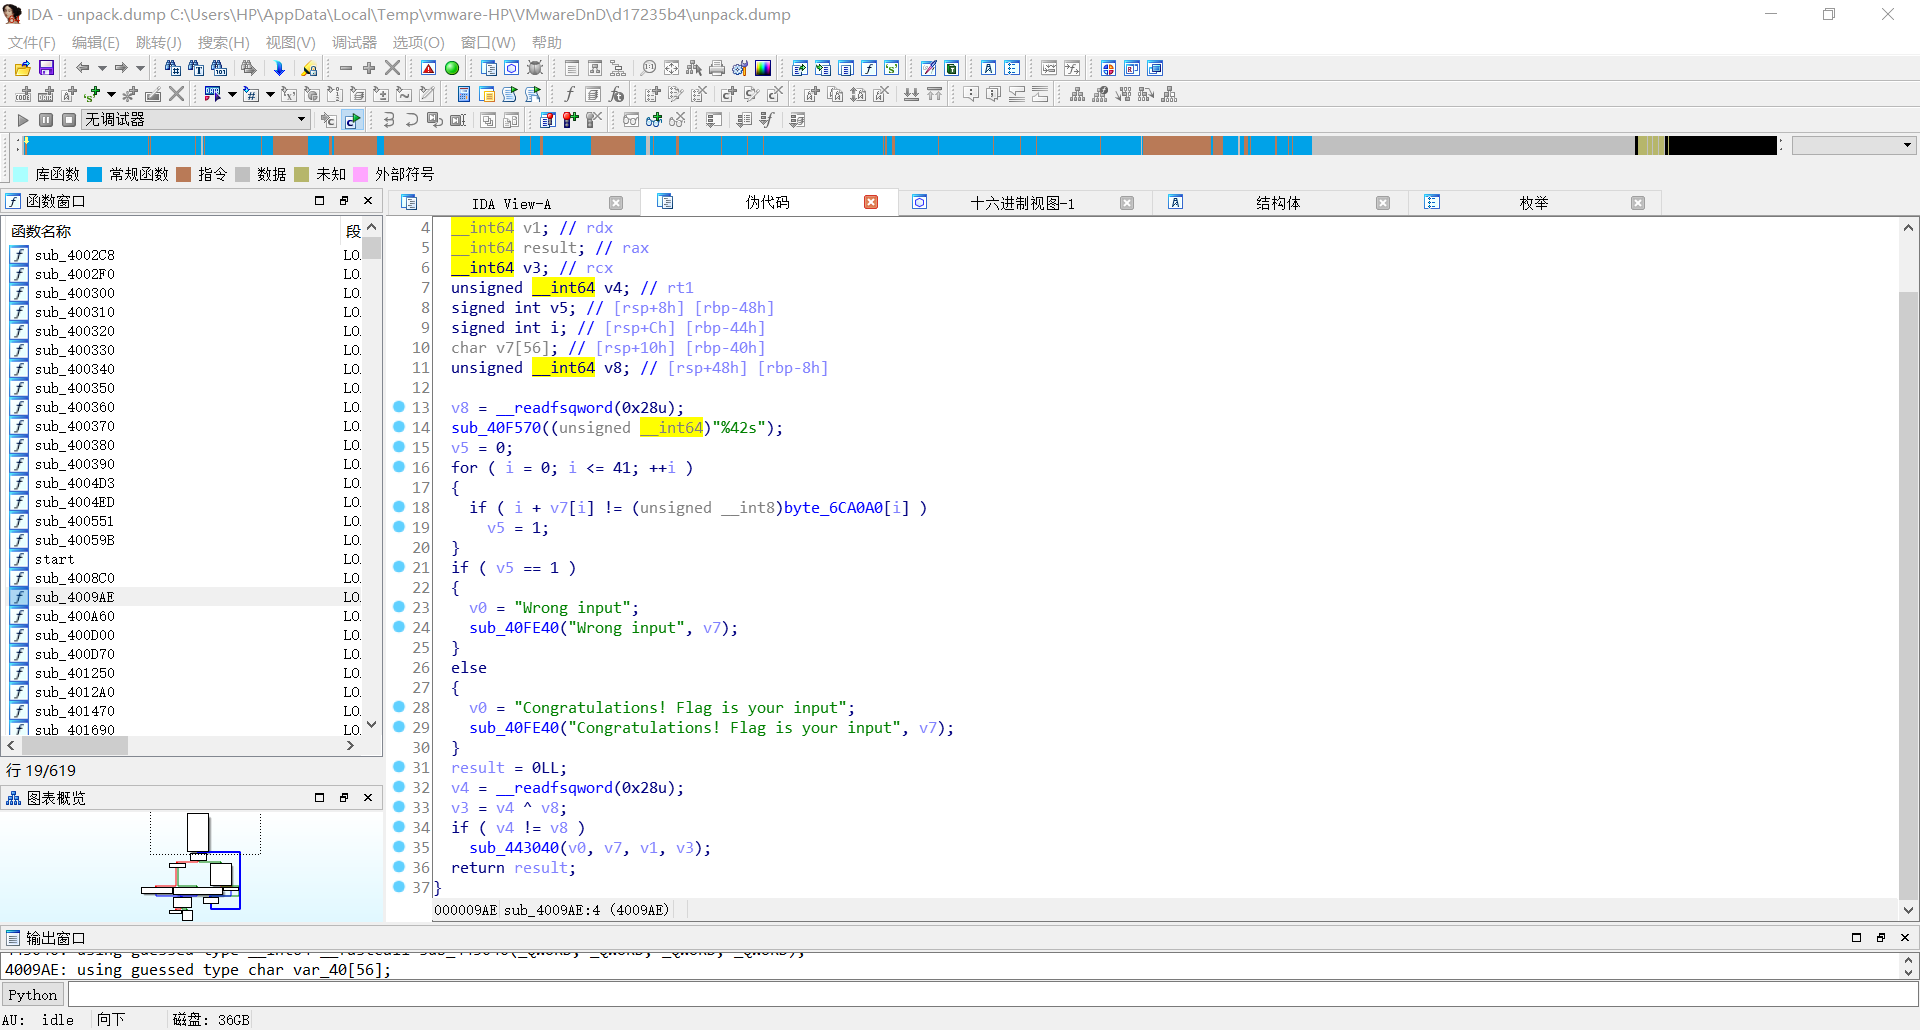 IDA - unpack.dump C:\Users\HP\AppData\Local\Temp\vmware-HP\VMwareDnD\d17235b4\unpack.dump
文件(F) 编辑(E) 跳转(J) 搜索(H) 视图(V) 调试器 选项(O) 窗口(W) 帮助
无调试器
库函数 常规函数 指令 数据 未知 外部符号
函数窗口
函数名称 段
sub_4002C8 LO.
sub_4002F0 LO.
sub_400300 LO.
sub_400310 LO.
sub_400320 LO.
sub_400330 LO.
sub_400340 LO.
sub_400350 LO.
sub_400360 LO.
sub_400370 LO.
sub_400380 LO.
sub_400390 LO.
sub_4004D3 LO.
sub_4004ED LO.
sub_400551 LO.
sub_40059B LO.
start LO.
sub_4008C0 LO.
sub_4009AE LO.
sub_400A60 LO.
sub_400D00 LO.
sub_400D70 LO.
sub_401250 LO.
sub_4012A0 LO.
sub_401470 LO.
sub_401690 LO.
行 19/619
图表概览
IDA View-A 伪代码 十六进制视图-1 结构体 枚举
4 __int64 v1; // rdx
5 __int64 result; // rax
6 __int64 v3; // rcx
7 unsigned __int64 v4; // rt1
8 signed int v5; // [rsp+8h] [rbp-48h]
9 signed int i; // [rsp+Ch] [rbp-44h]
10 char v7[56]; // [rsp+10h] [rbp-40h]
11 unsigned __int64 v8; // [rsp+48h] [rbp-8h]
12
13 v8 = __readfsqword(0x28u);
14 sub_40F570((unsigned __int64)"%42s");
15 v5 = 0;
16 for ( i = 0; i <= 41; ++i )
17 {
18 if ( i + v7[i] != (unsigned __int8)byte_6CA0A0[i] )
19 v5 = 1;
20 }
21 if ( v5 == 1 )
22 {
23 v0 = "Wrong input";
24 sub_40FE40("Wrong input", v7);
25 }
26 else
27 {
28 v0 = "Congratulations! Flag is your input";
29 sub_40FE40("Congratulations! Flag is your input", v7);
30 }
31 result = 0LL;
32 v4 = __readfsqword(0x28u);
33 v3 = v4 ^ v8;
34 if ( v4 != v8 )
35 sub_443040(v0, v7, v1, v3);
36 return result;
37 }
000009AE sub_4009AE:4 (4009AE)
输出窗口
443040: using guessed type __int64 __fastcall sub_443040(_QWORD, _QWORD, _QWORD, _QWORD);
4009AE: using guessed type char var_40[56];
Python
AU: idle 向下 磁盘: 36GB